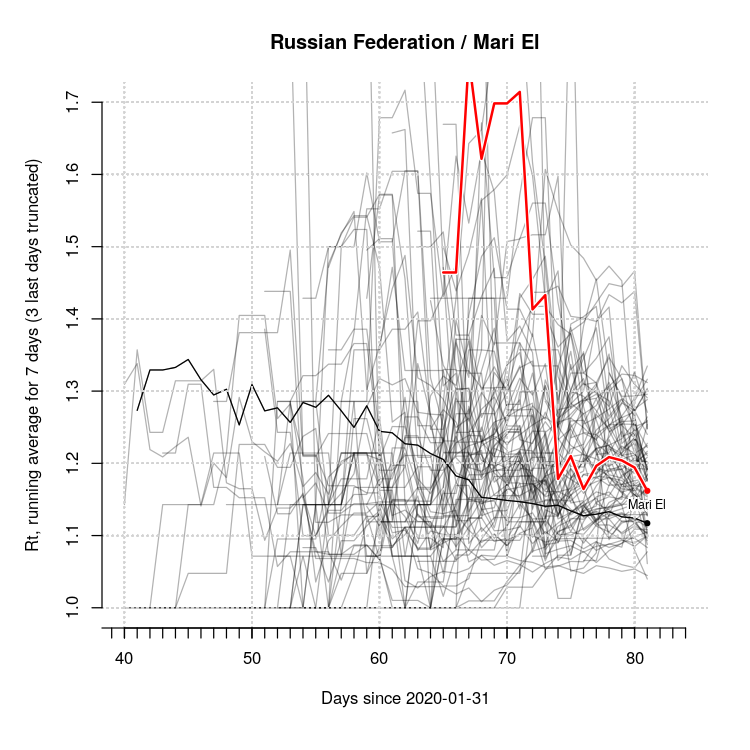 Russian Federation / Mari El
Rt, running average for 7 days (3 last days truncated)
1.7
1.6
1.5
1.4
1.3
1.2
1.1
1.0
Mari El
40 50 60 70 80
Days since 2020-01-31